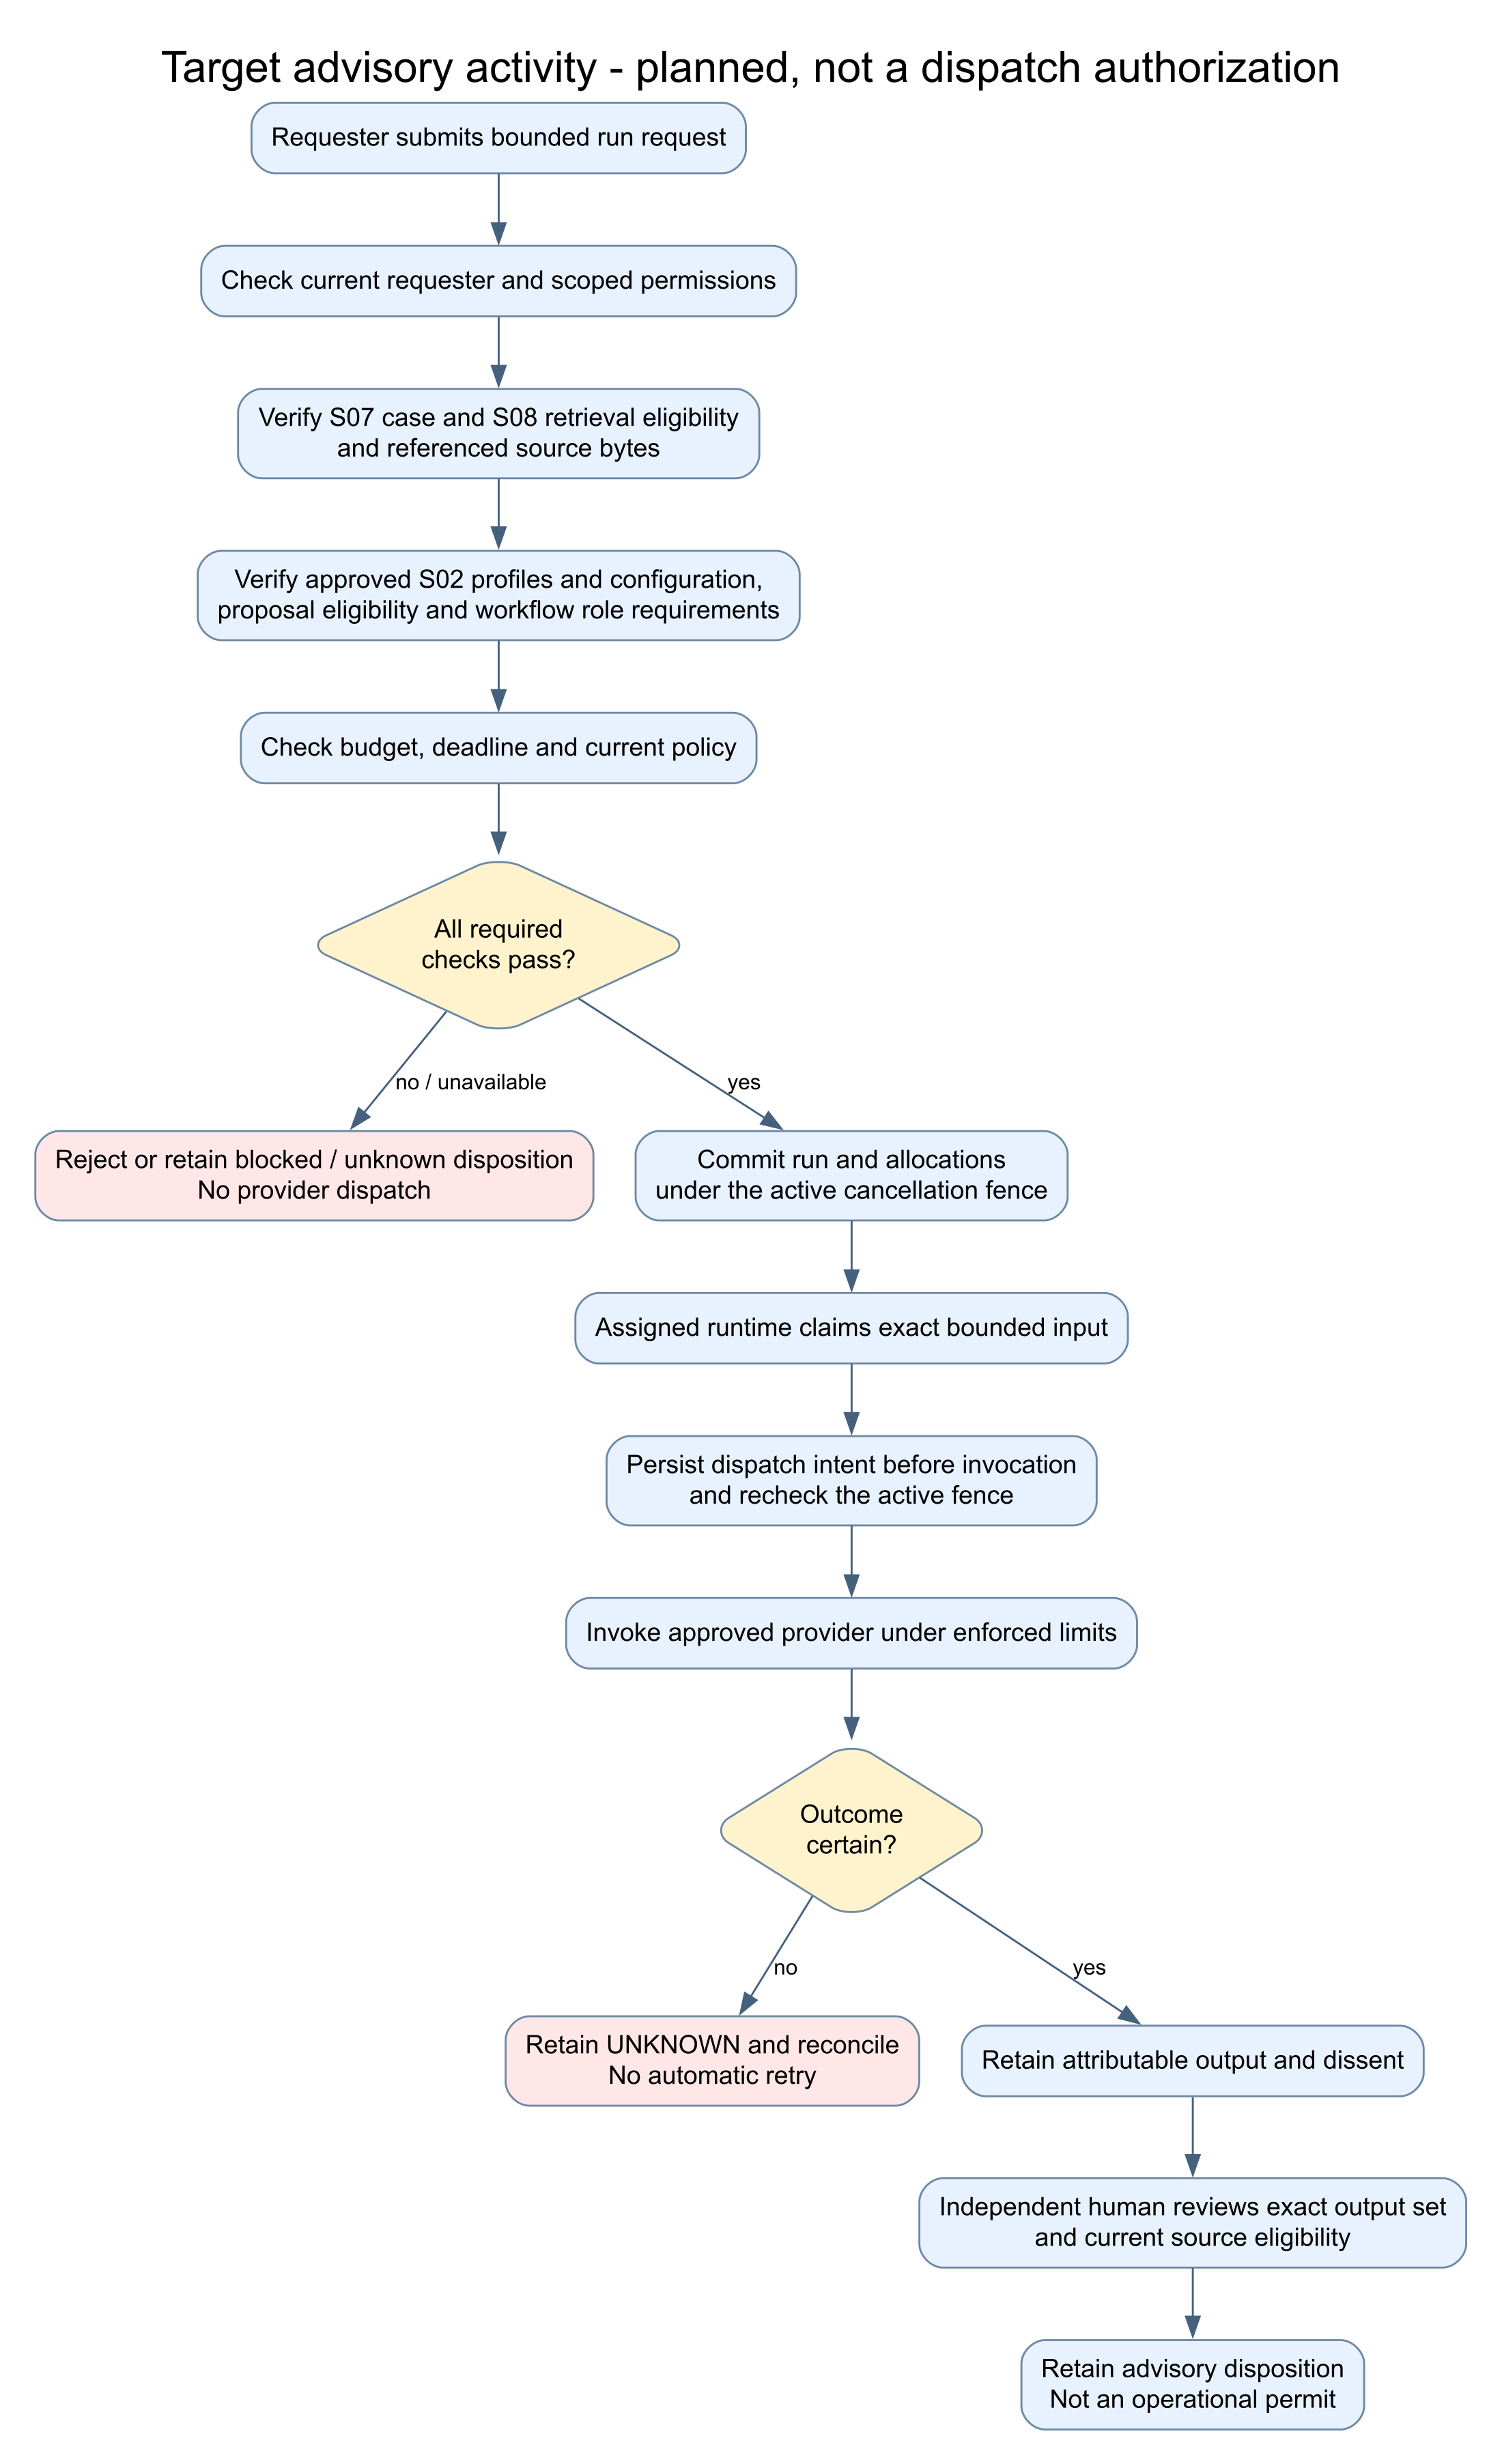 Target advisory activity - planned, not a dispatch authorization
Requester submits bounded run request
Check current requester and scoped permissions
Verify S07 case and S08 retrieval eligibility
and referenced source bytes
Verify approved S02 profiles and configuration,
proposal eligibility and workflow role requirements
Check budget, deadline and current policy
All required
checks pass?
no / unavailable
yes
Reject or retain blocked / unknown disposition
No provider dispatch
Commit run and allocations
under the active cancellation fence
Assigned runtime claims exact bounded input
Persist dispatch intent before invocation
and recheck the active fence
Invoke approved provider under enforced limits
Outcome
certain?
no
yes
Retain UNKNOWN and reconcile
No automatic retry
Retain attributable output and dissent
Independent human reviews exact output set
and current source eligibility
Retain advisory disposition
Not an operational permit